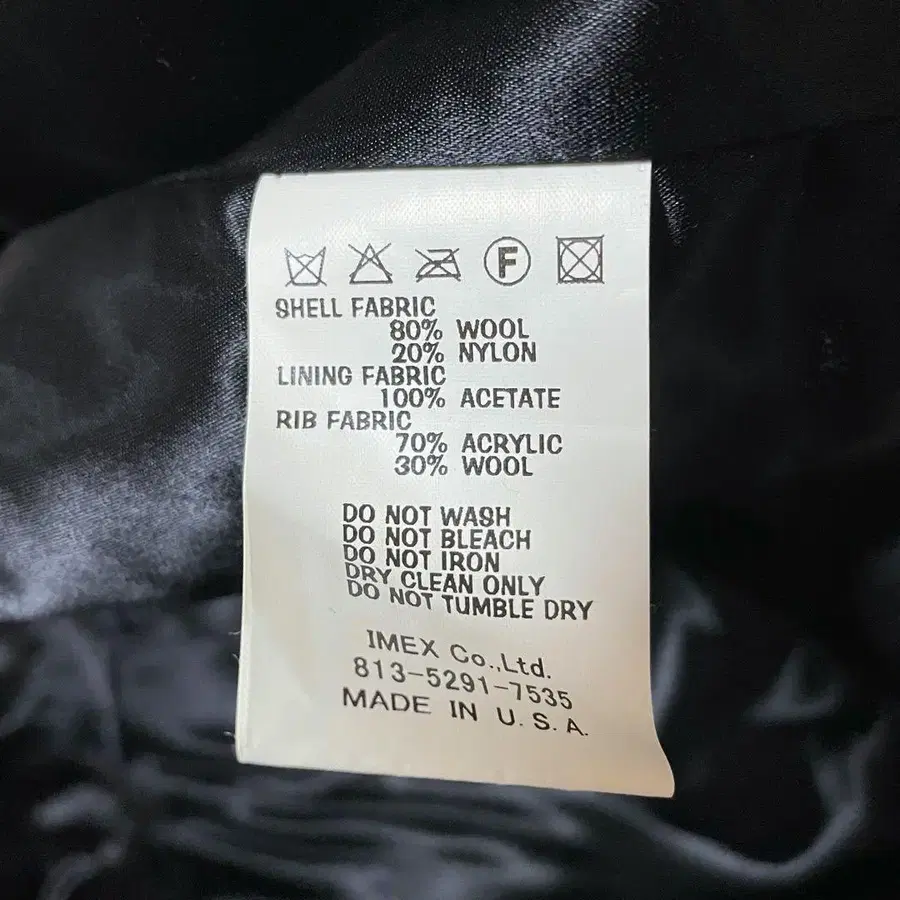 F
SHELL FABRIC
80% WOOL
20% NYLON
LINING FABRIC
100% ACETATE
RIB FABRIC
70% ACRYLIC
30% WOOL
DO NOT WASH
DO NOT BLEACH
DO NOT IRON
DRY CLEAN ONLY
DO NOT TUMBLE DRY
IMEX Co.,Ltd.
813-5291-7535
MADE IN U.S.A.